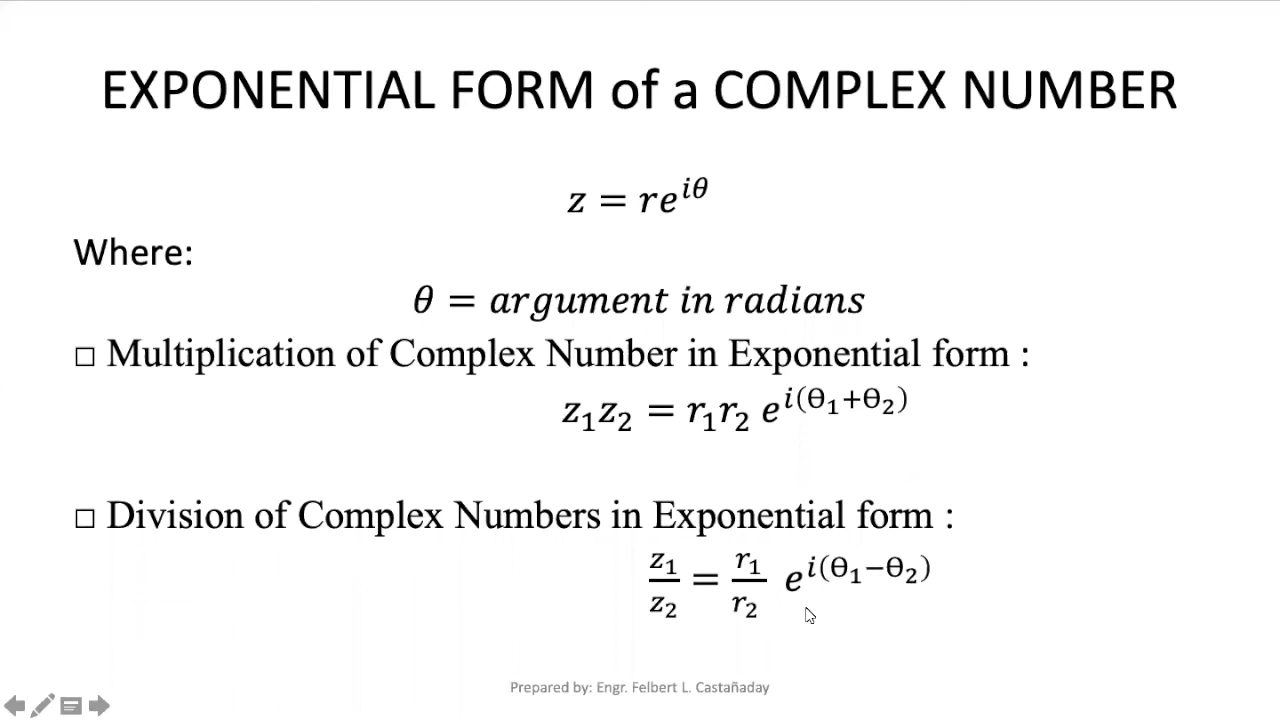 EXPONENTIAL FORM of a COMPLEX NUMBER
z = re^{iθ}
Where:
θ = argument in radians
□ Multiplication of Complex Number in Exponential form :
z₁z₂ = r₁r₂ e^{i(θ₁+θ₂)}
□ Division of Complex Numbers in Exponential form :
z₁/z₂ = r₁/r₂ e^{i(θ₁−θ₂)}
Prepared by: Engr. Felbert L. Castañaday